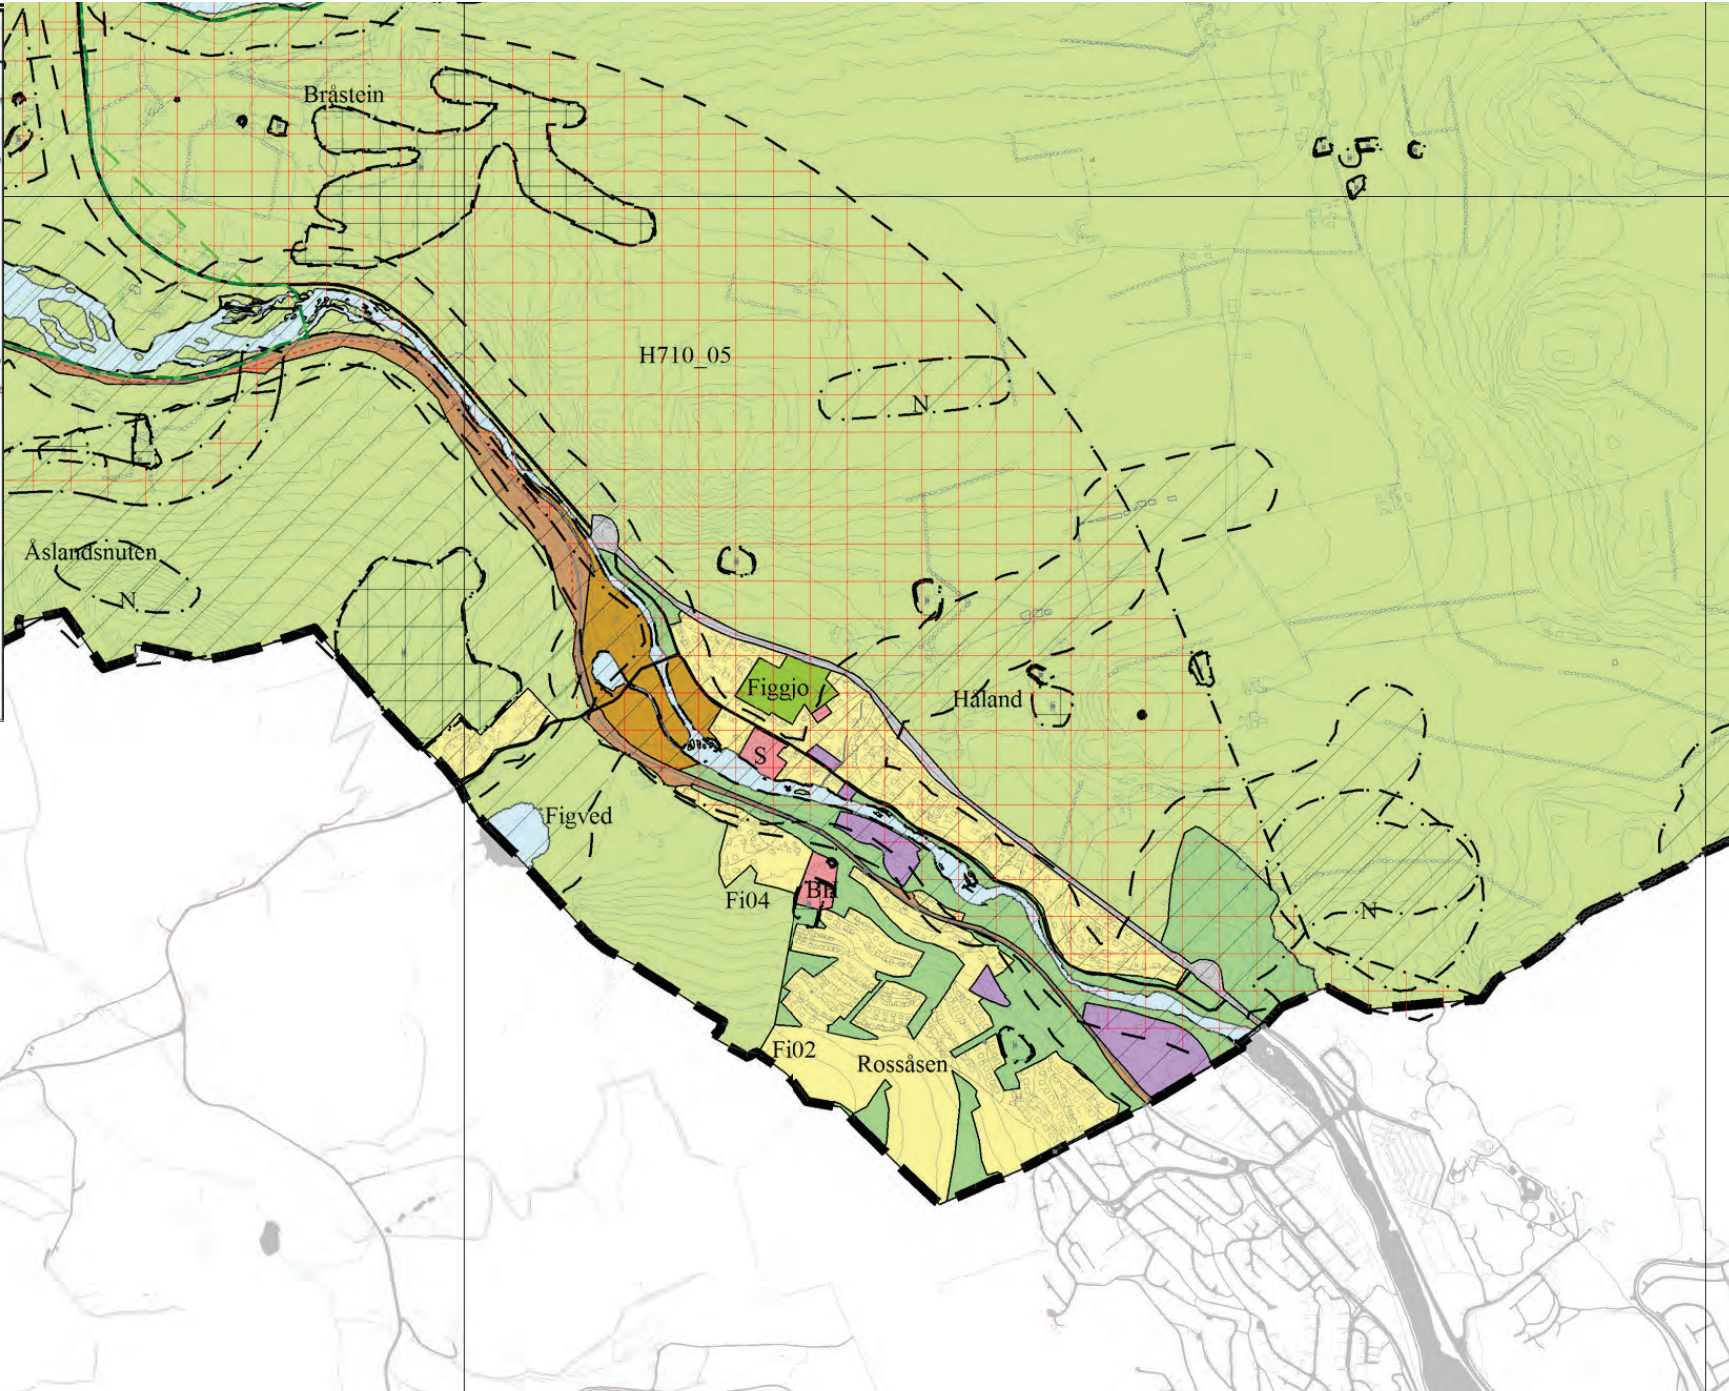 Bråstein
H710_05
N
Åslandsnuten
N
Figgjo
Håland
S
Figved
BH
Fi04
N
Fi02
Rossåsen